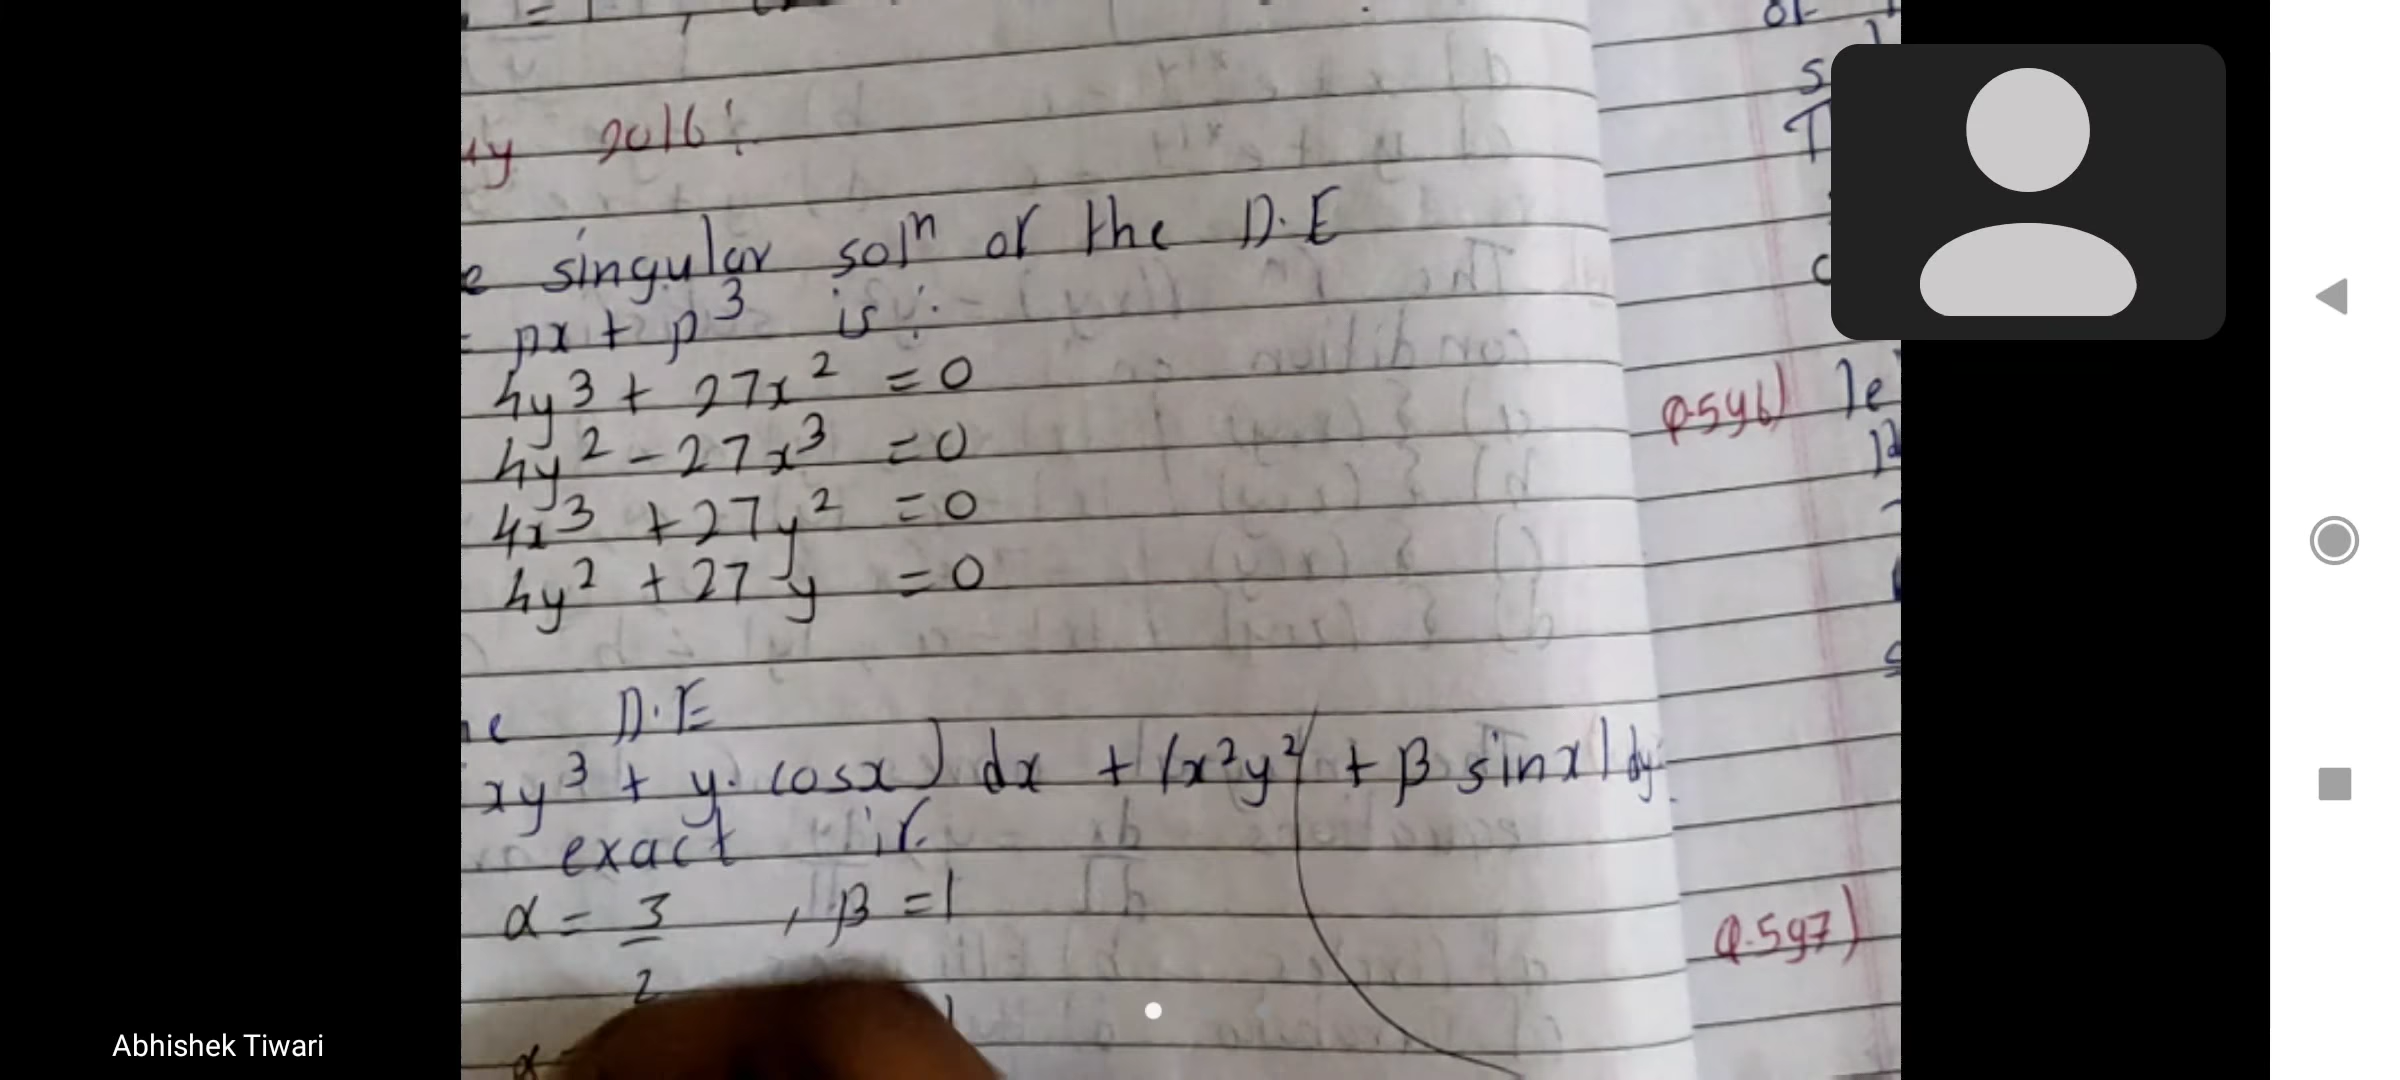 2016:
singular solⁿ of the D.E
= px + p³ is :
4y³ + 27x² = 0
4y² - 27x³ = 0
4x³ + 27y² = 0
4y² + 27y = 0
D.E
xy³ + y. cosx) dx + (x²y² + β sinx) dy
exact if.
α = 3/2 , β = 1
α
Q.596)
Q.597)
Abhishek Tiwari